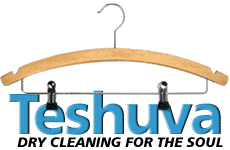 Teshuva
DRY CLEANING FOR THE SOUL